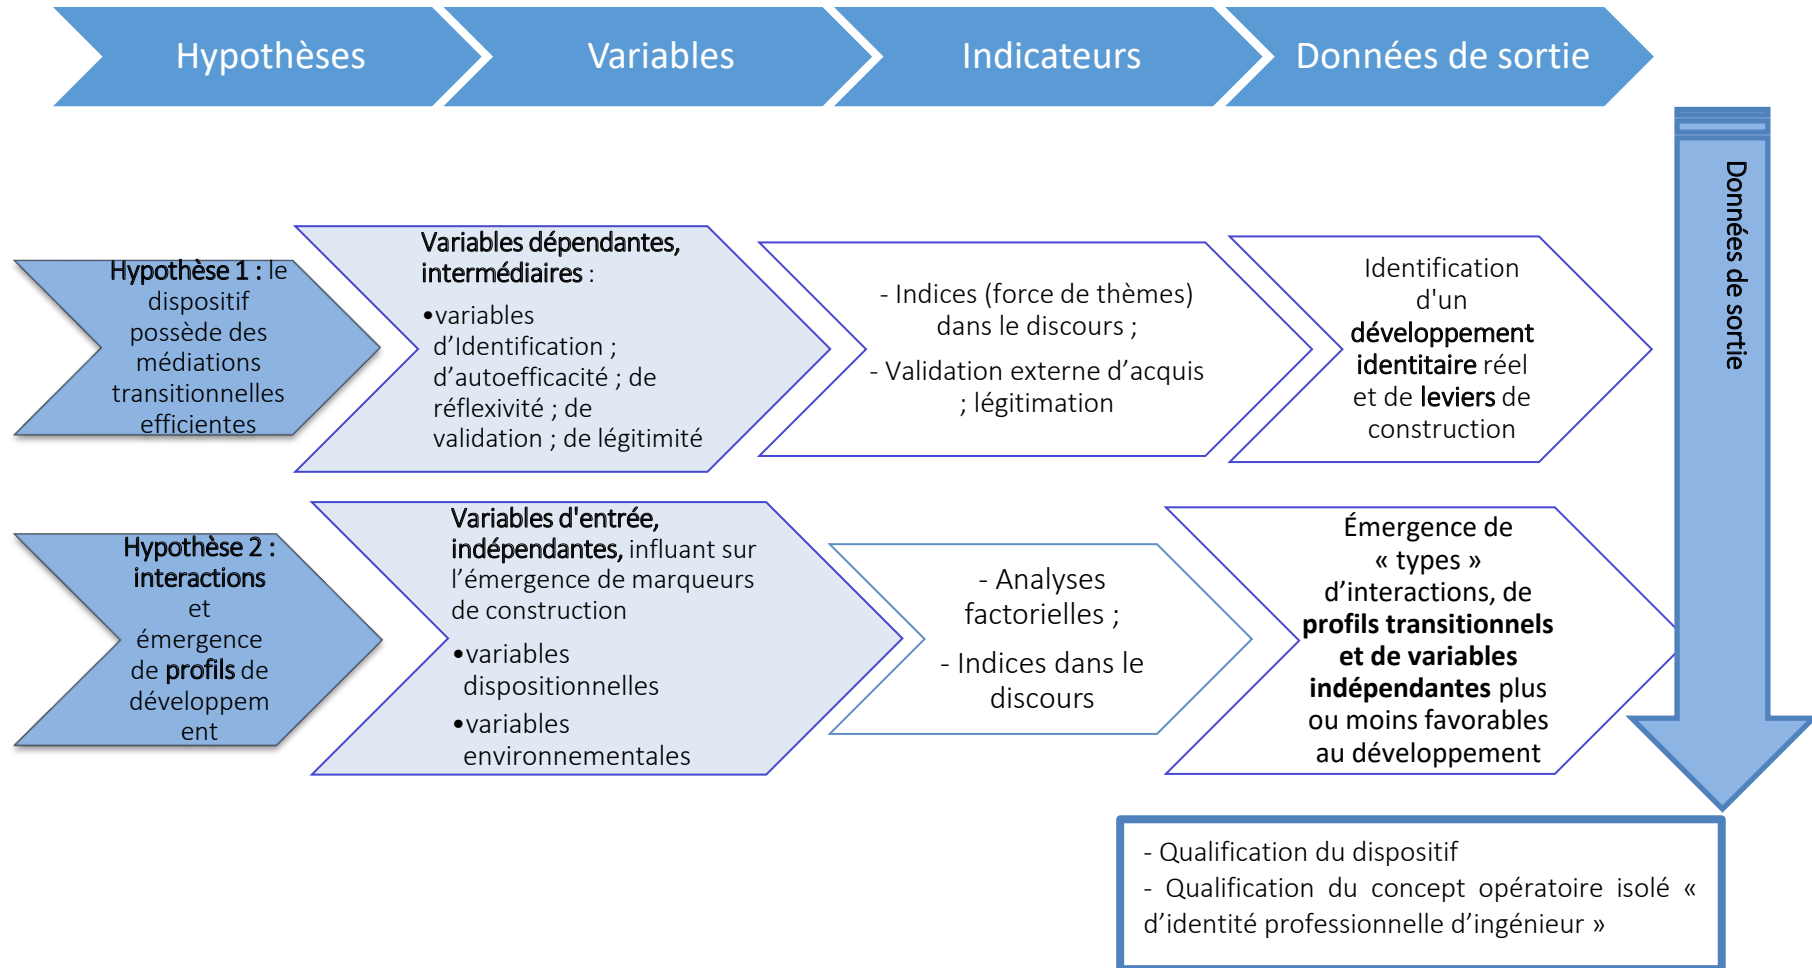 Hypothèses
Variables
Indicateurs
Données de sortie
Données de sortie
Hypothèse 1 : le
dispositif
possède des
médiations
transitionnelles
efficientes
Variables dépendantes,
intermédiaires :
•variables
d’Identification ;
d’autoefficacité ; de
réflexivité ; de
validation ; de légitimité
- Indices (force de thèmes)
dans le discours ;
- Validation externe d’acquis
; légitimation
Identification
d'un
développement
identitaire réel
et de leviers de
construction
Hypothèse 2 :
interactions
et
émergence
de profils de
développem
ent
Variables d'entrée,
indépendantes, influant sur
l’émergence de marqueurs
de construction
•variables
dispositionnelles
•variables
environnementales
- Analyses
factorielles ;
- Indices dans le
discours
Émergence de
« types »
d’interactions, de
profils transitionnels
et de variables
indépendantes plus
ou moins favorables
au développement
- Qualification du dispositif
- Qualification du concept opératoire isolé «
d’identité professionnelle d’ingénieur »